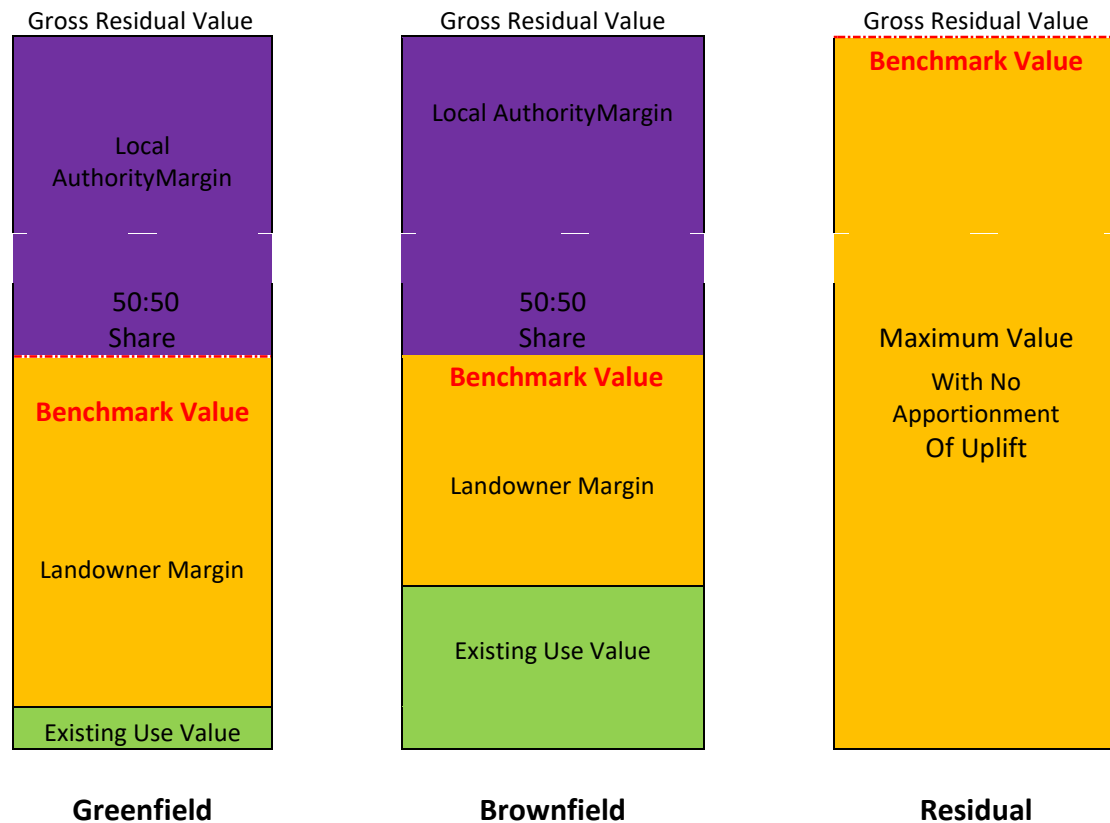 Gross Residual Value
Local
AuthorityMargin
50:50
Share
Benchmark Value
Landowner Margin
Existing Use Value
Greenfield
Gross Residual Value
Local AuthorityMargin
50:50
Share
Benchmark Value
Landowner Margin
Existing Use Value
Brownfield
Gross Residual Value
Benchmark Value
Maximum Value
With No
Apportionment
Of Uplift
Residual